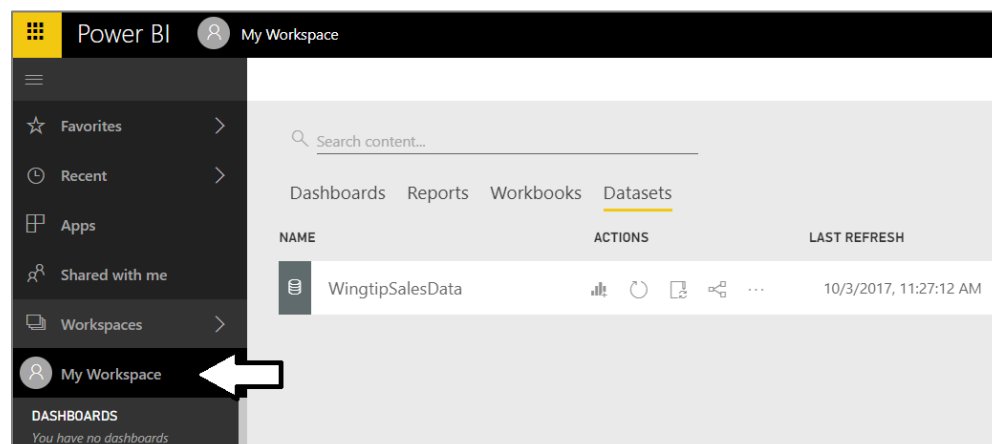 Power BI My Workspace
Favorites
Recent
Apps
Shared with me
Workspaces
My Workspace
DASHBOARDS
You have no dashboards
Search content...
Dashboards Reports Workbooks Datasets
NAME ACTIONS LAST REFRESH
WingtipSalesData ... 10/3/2017, 11:27:12 AM